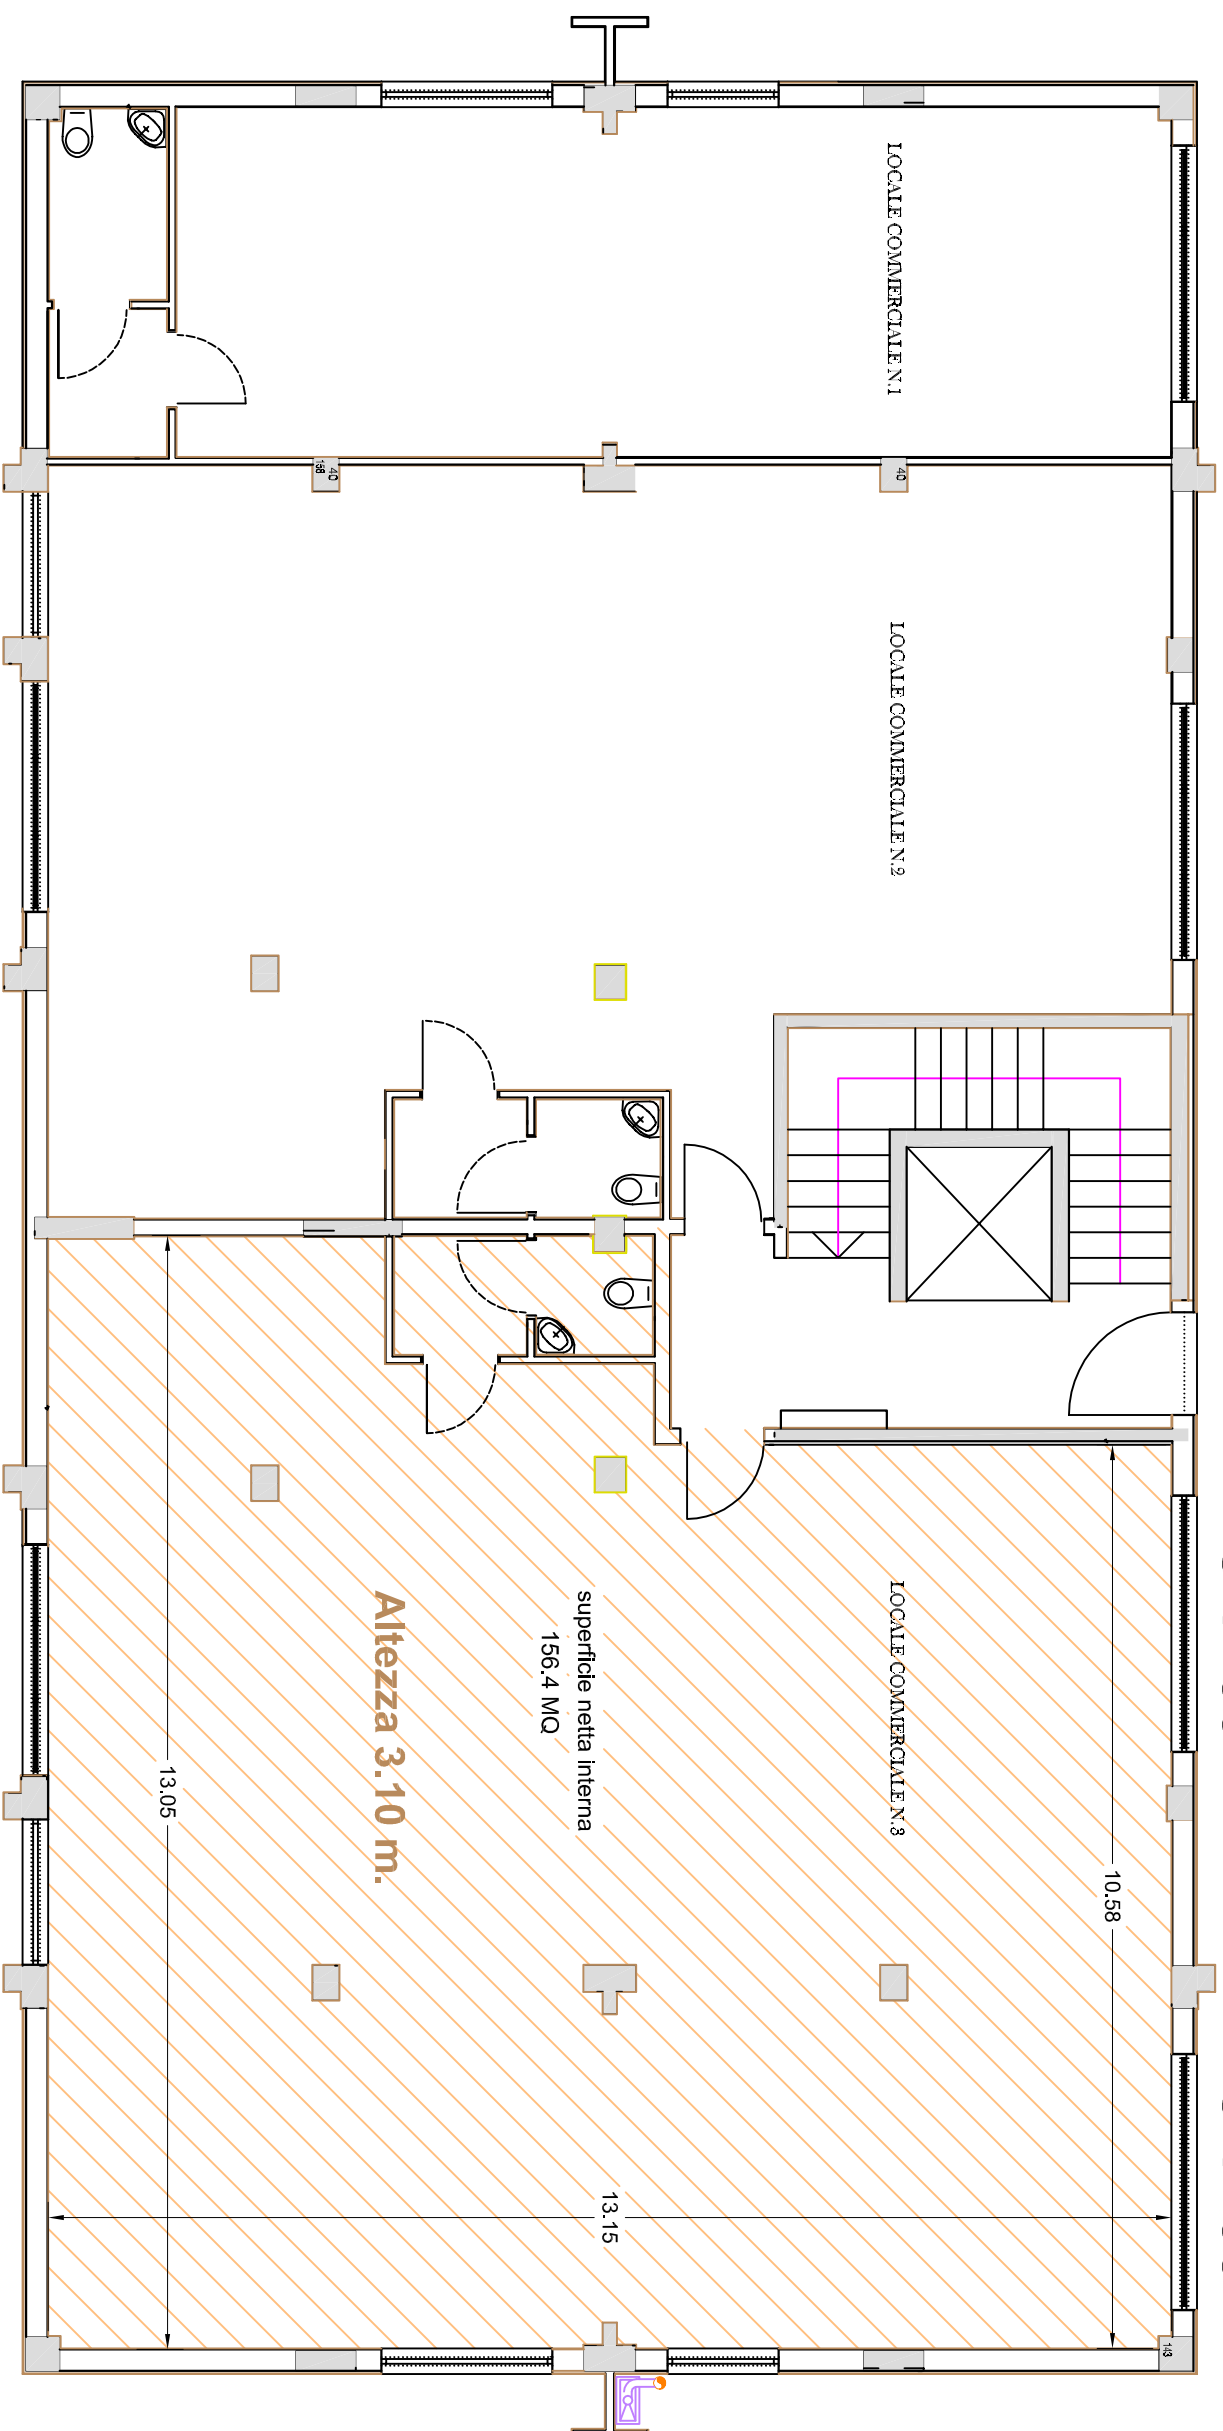 LOCALE COMMERCIALE N.1
40
158
40
LOCALE COMMERCIALE N.2
LOCALE COMMERCIALE N.3
superficie netta interna
156.4 MQ
Altezza 3.10 m.
10.58
13.05
13.15
143